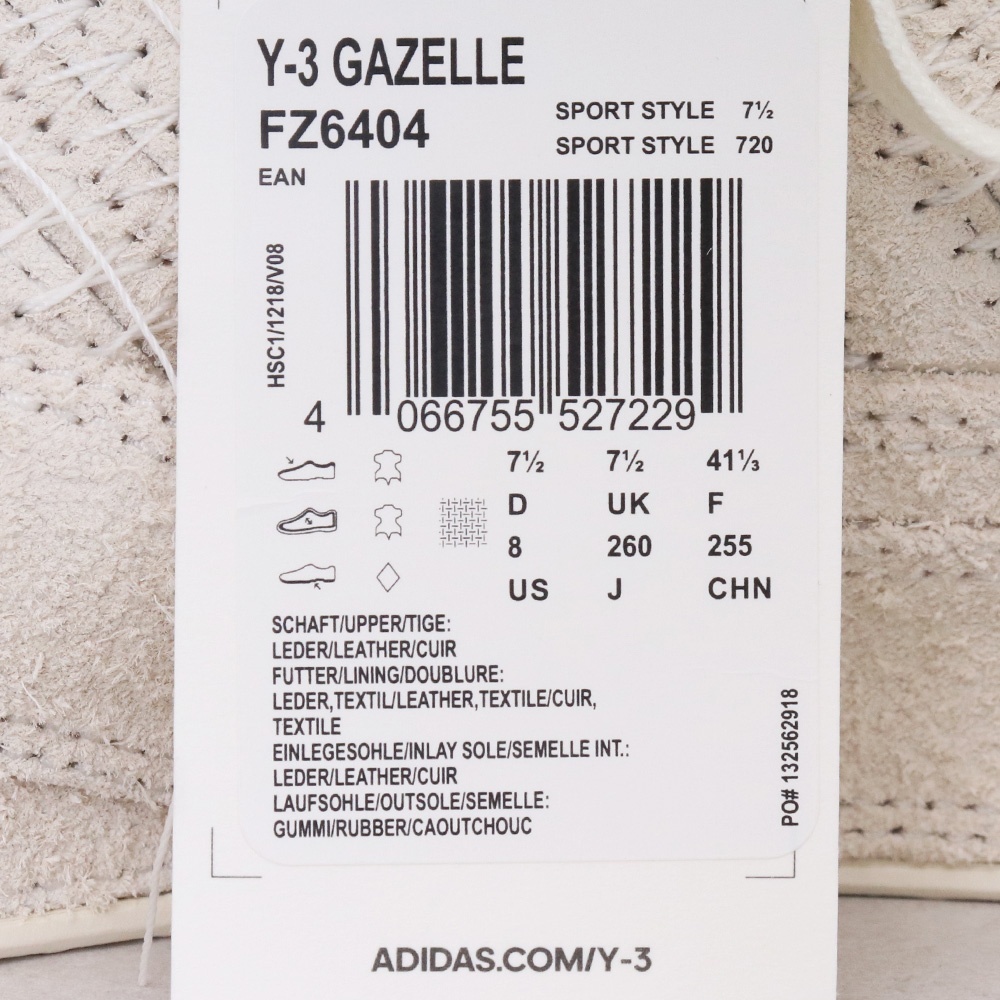 Y-3 GAZELLE
FZ6404
SPORT STYLE 7½
SPORT STYLE 720
EAN
HSC1/1218/V08
4 066755 527229
7½ 7½ 41⅓
D UK F
8 260 255
US J CHN
SCHAFT/UPPER/TIGE:
LEDER/LEATHER/CUIR
FUTTER/LINING/DOUBLURE:
LEDER,TEXTIL/LEATHER,TEXTILE/CUIR,
TEXTILE
EINLEGESOHLE/INLAY SOLE/SEMELLE INT.:
LEDER/LEATHER/CUIR
LAUFSOHLE/OUTSOLE/SEMELLE:
GUMMI/RUBBER/CAOUTCHOUC
PO# 132562918
ADIDAS.COM/Y-3